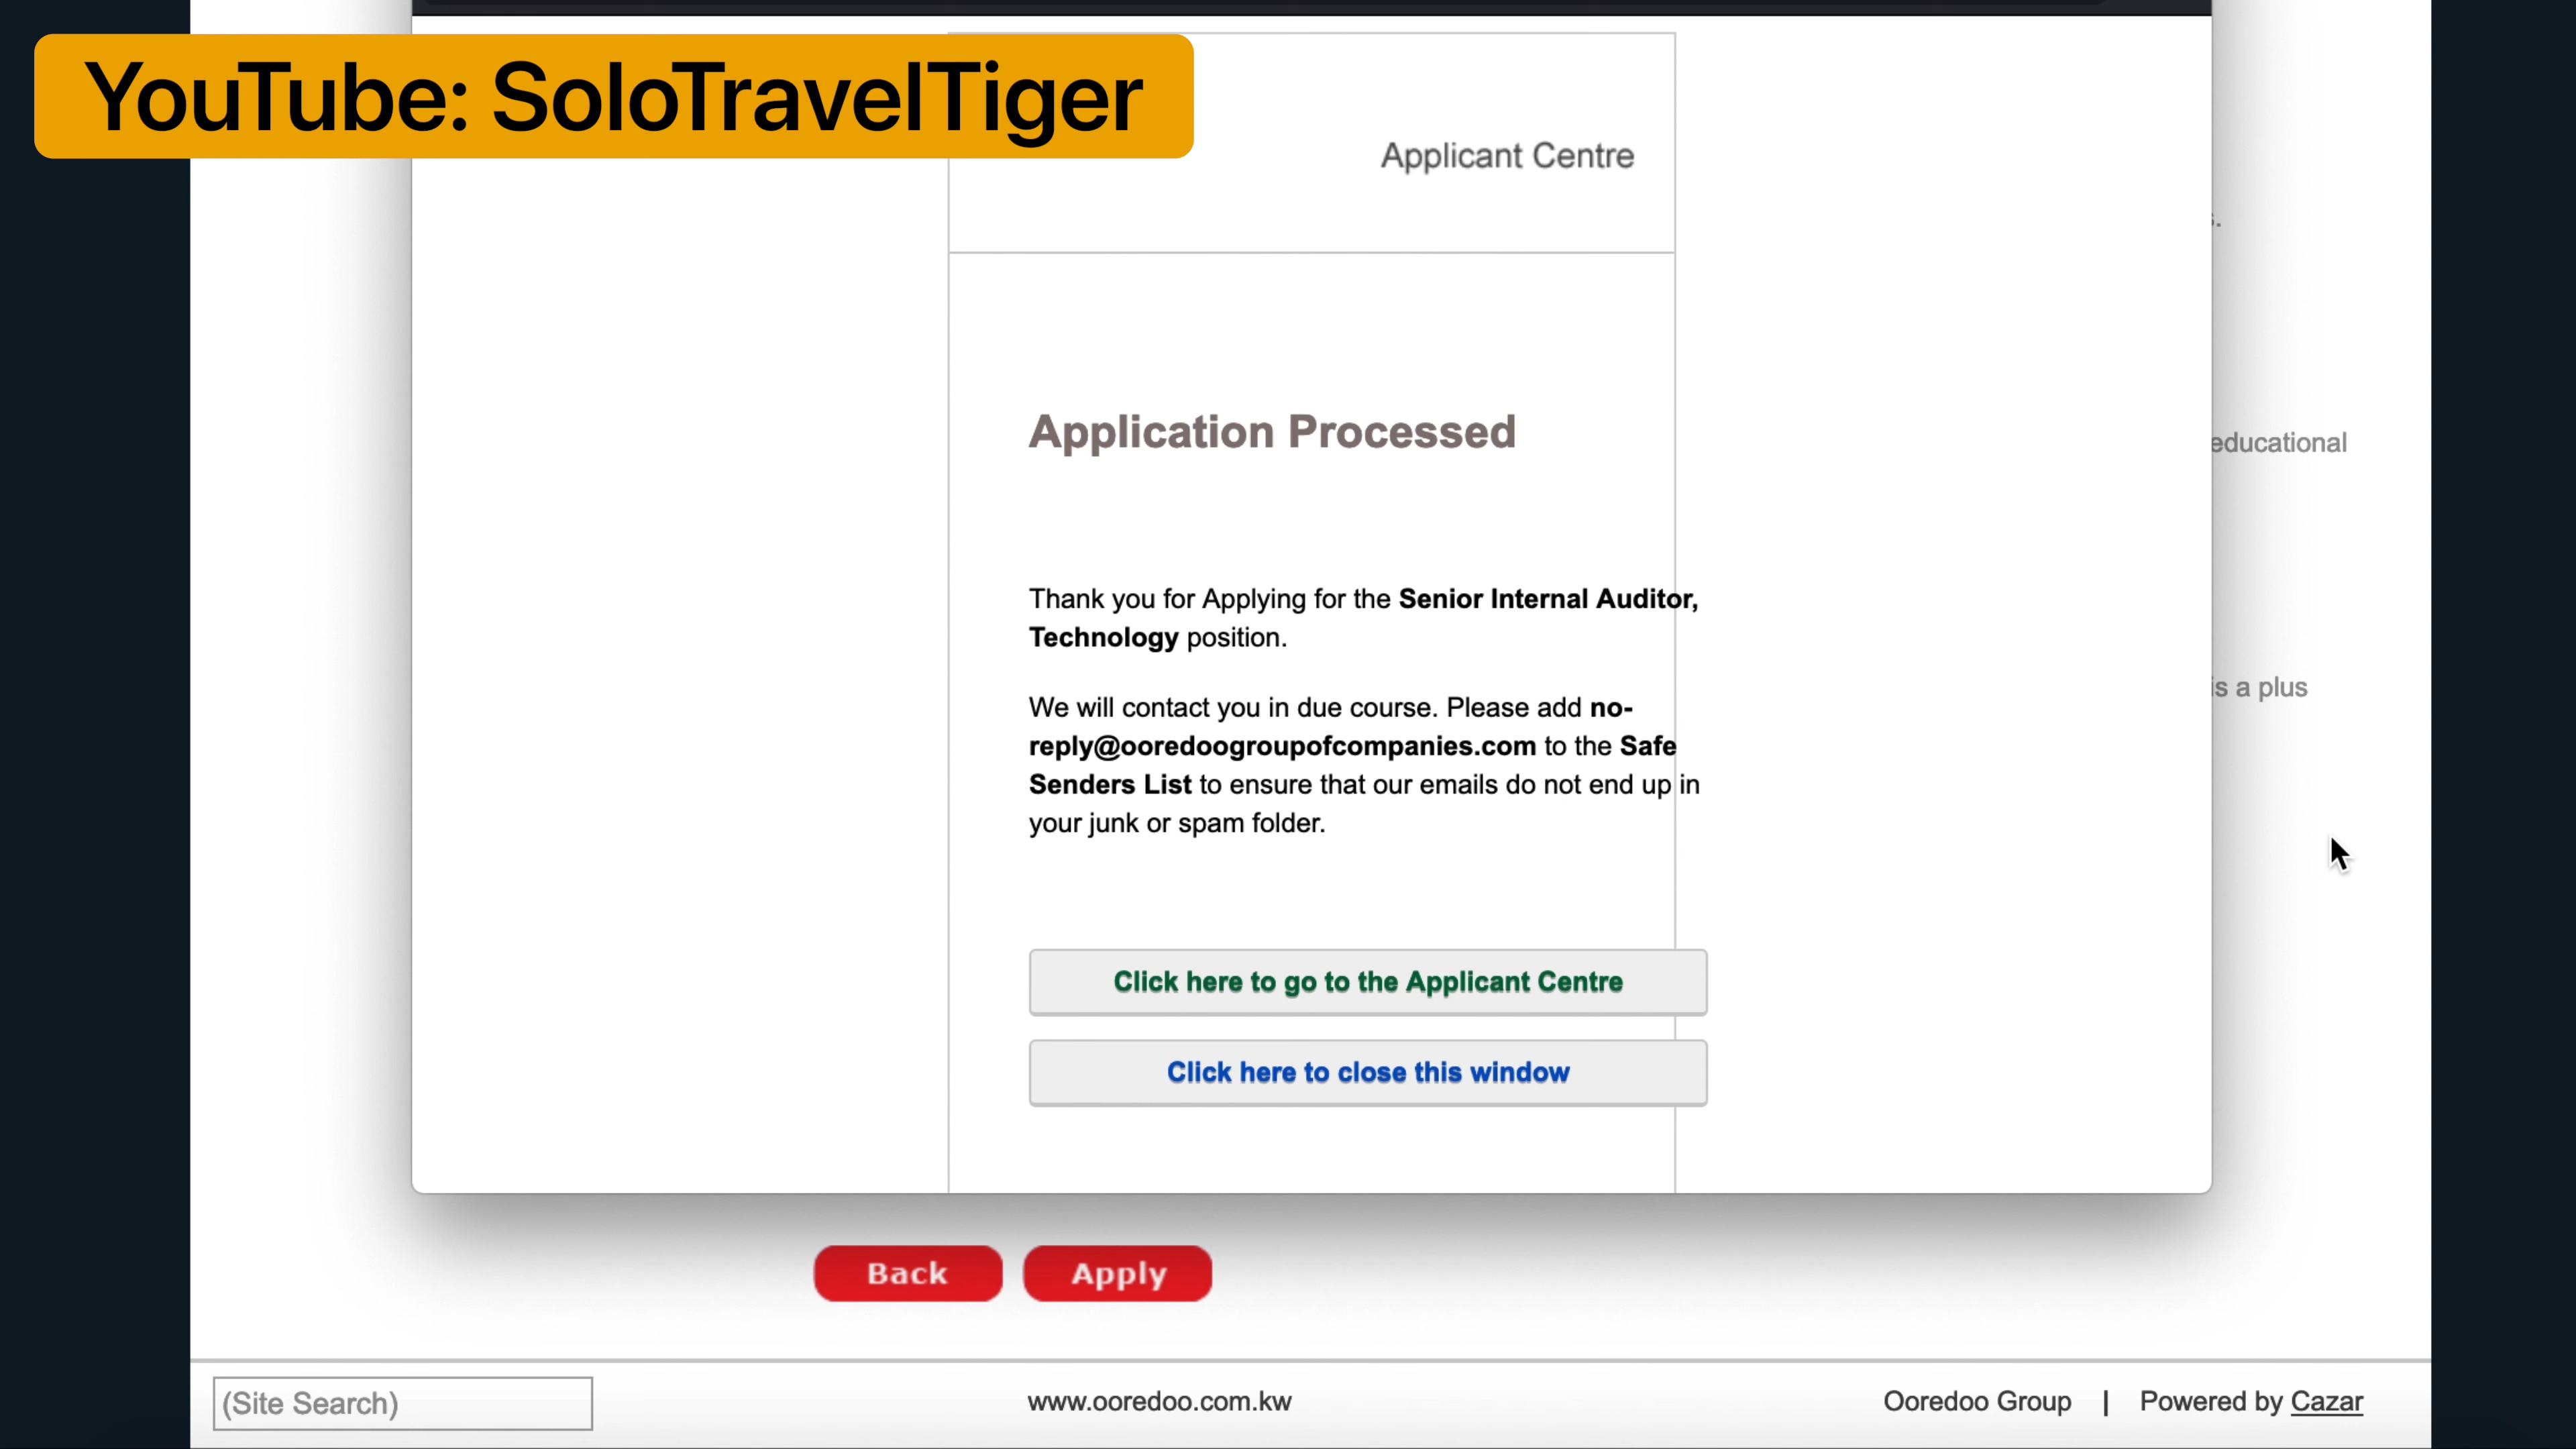 YouTube: SoloTravelTiger
Applicant Centre
Application Processed
educational
Thank you for Applying for the Senior Internal Auditor,
Technology position.
is a plus
We will contact you in due course. Please add no-
reply@ooredoogroupofcompanies.com to the Safe
Senders List to ensure that our emails do not end up in
your junk or spam folder.
Click here to go to the Applicant Centre
Click here to close this window
Back Apply
(Site Search) www.ooredoo.com.kw Ooredoo Group | Powered by Cazar